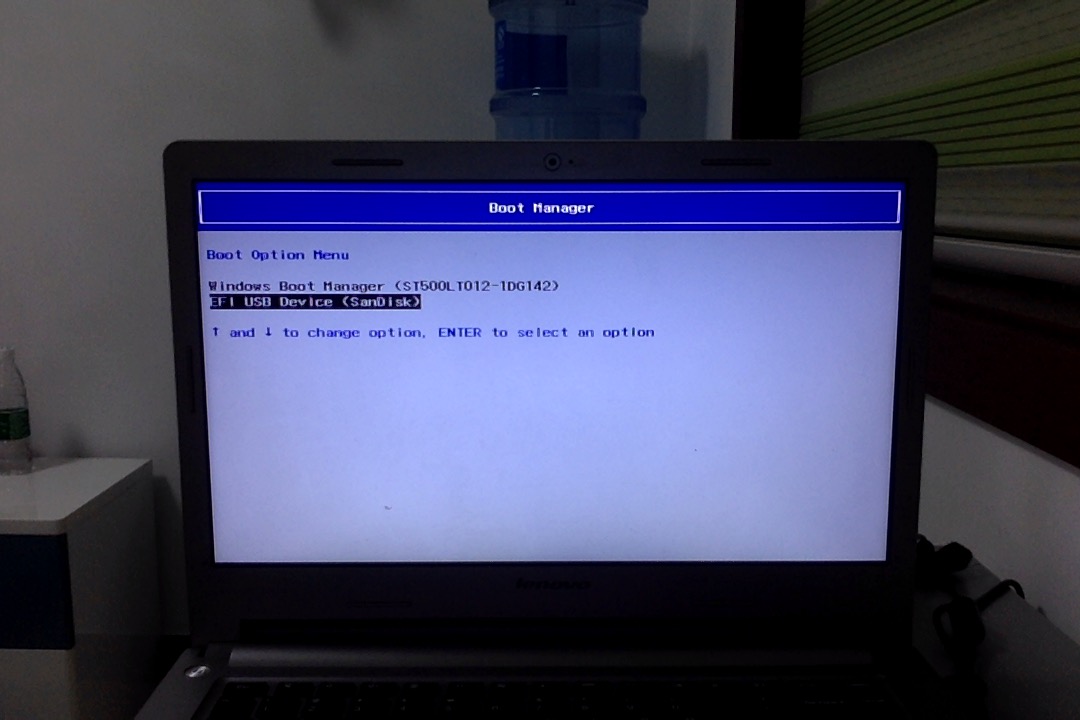 Boot Manager
Boot Option Menu
Windows Boot Manager (ST500LT012-1DG142)
EFI USB Device (SanDisk)
↑ and ↓ to change option, ENTER to select an option
lenovo